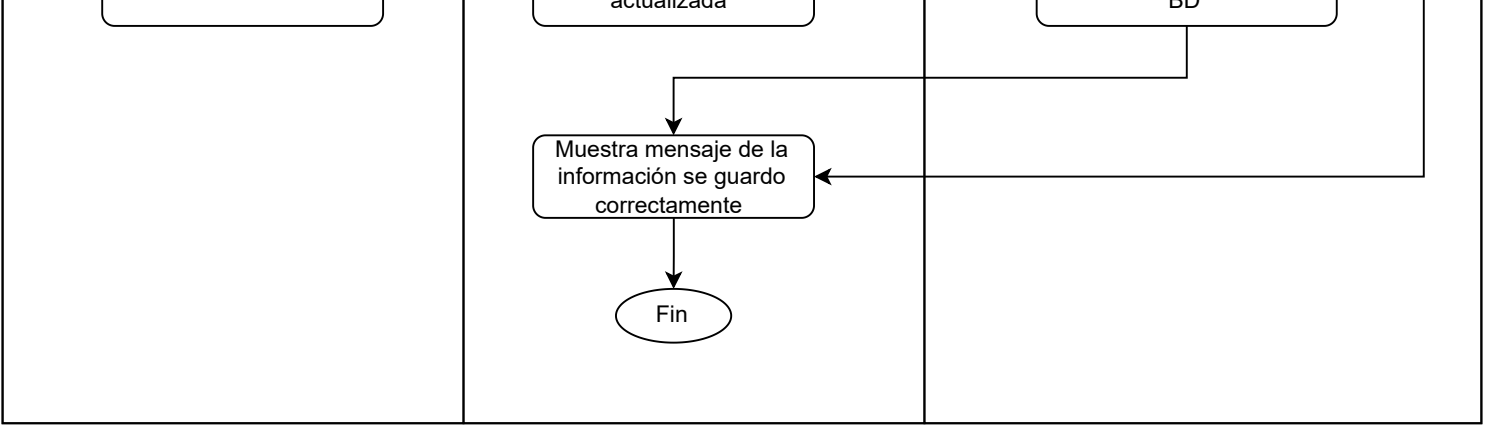 actualizada
BD
Muestra mensaje de la
información se guardo
correctamente
Fin